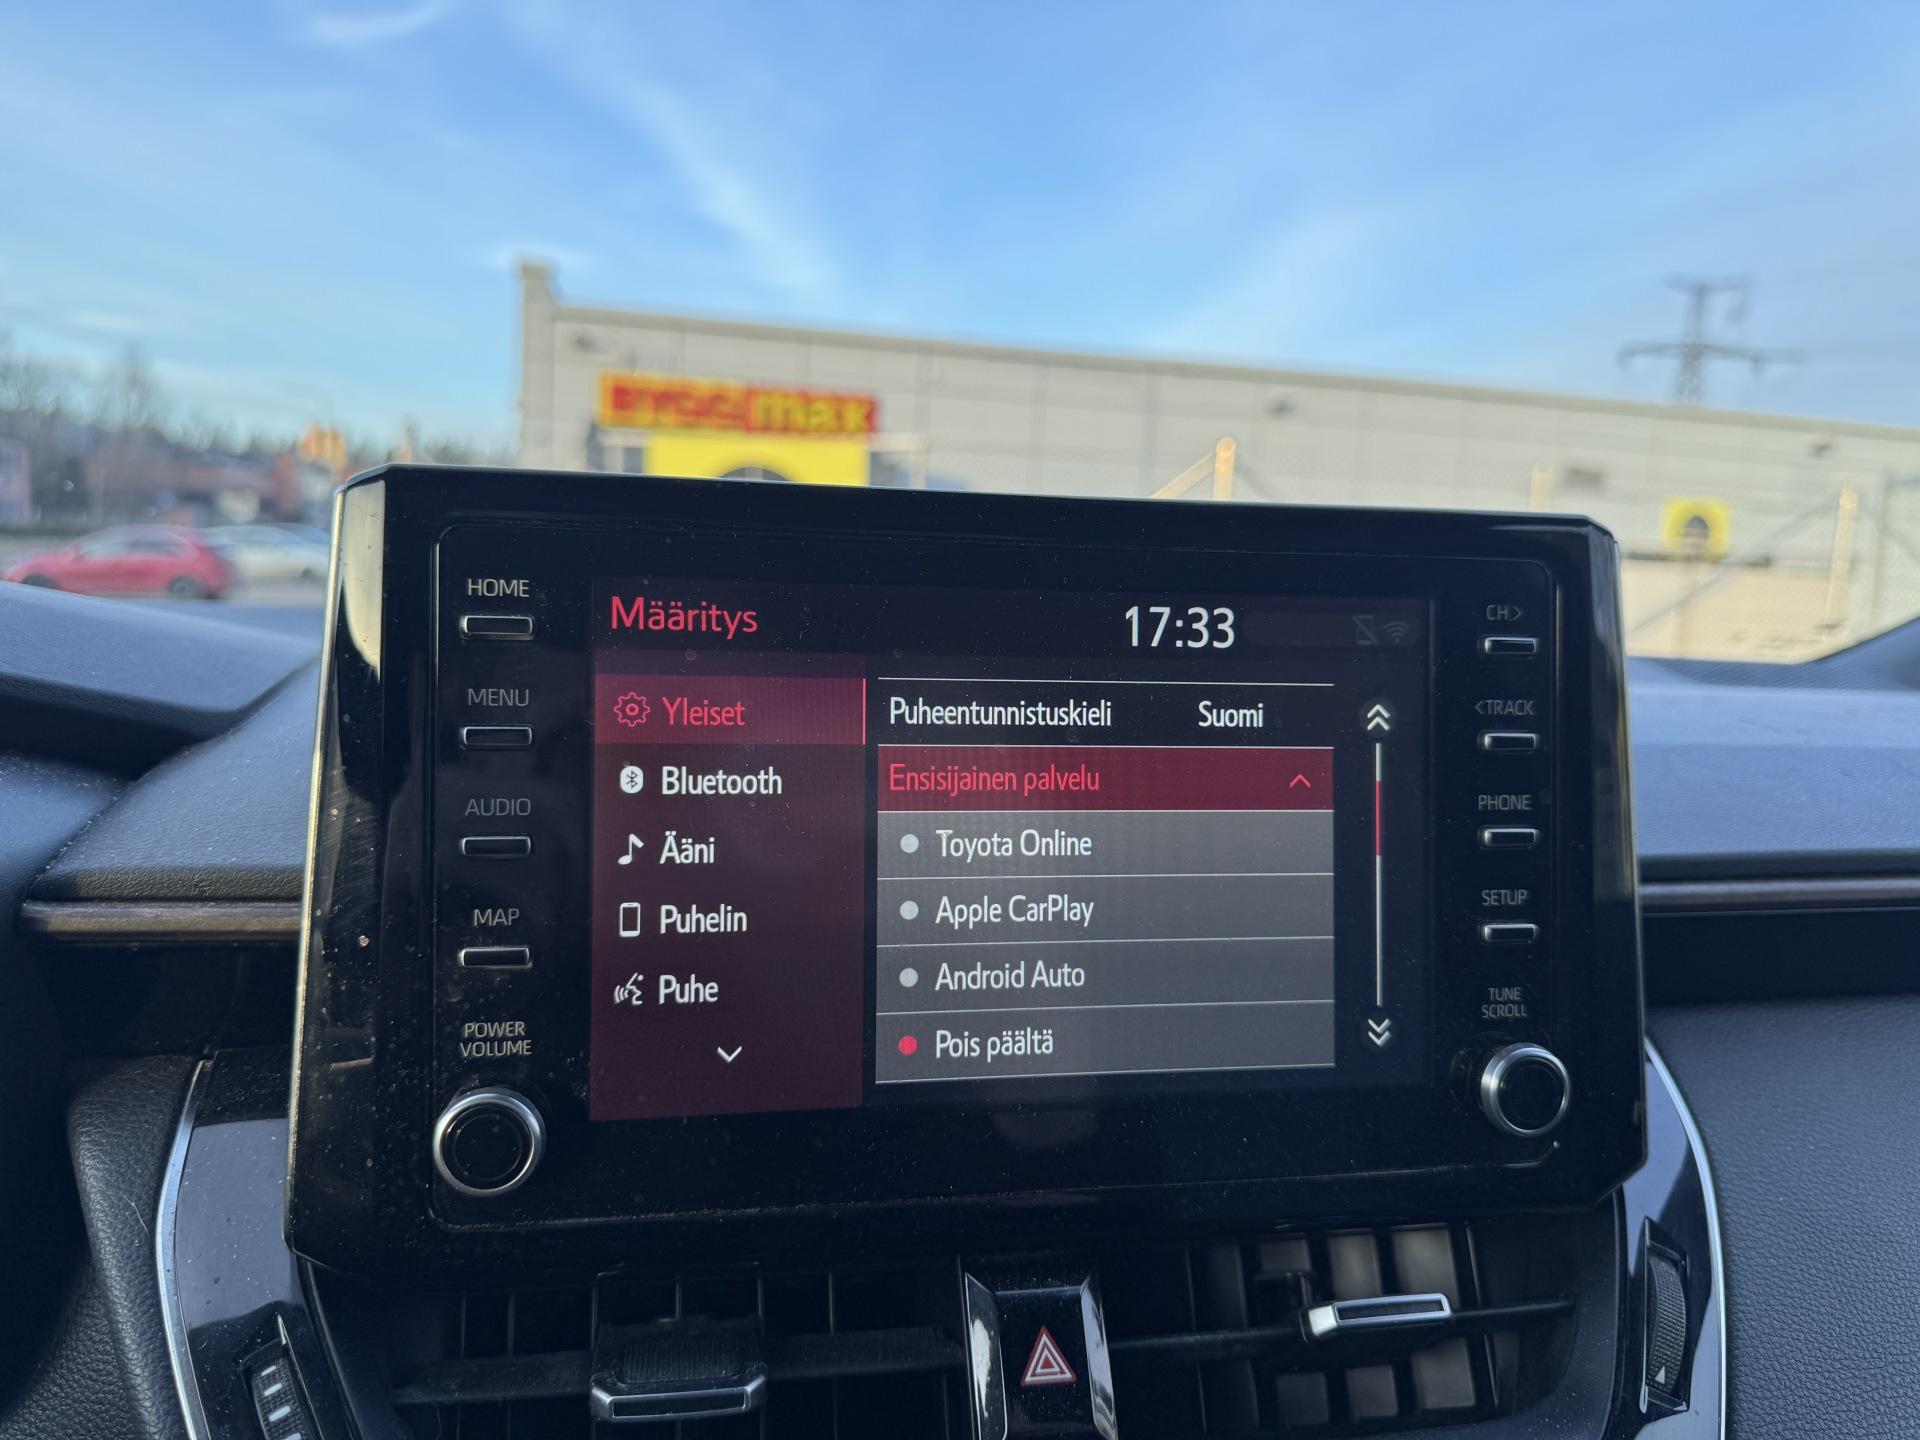 BYGGmax
HOME
MENU
AUDIO
MAP
POWER
VOLUME
Määritys
17:33
Yleiset
Bluetooth
Ääni
Puhelin
Puhe
Puheentunnistuskieli Suomi
Ensisijainen palvelu
Toyota Online
Apple CarPlay
Android Auto
Pois päältä
CH >
< TRACK
PHONE
SETUP
TUNE
SCROLL